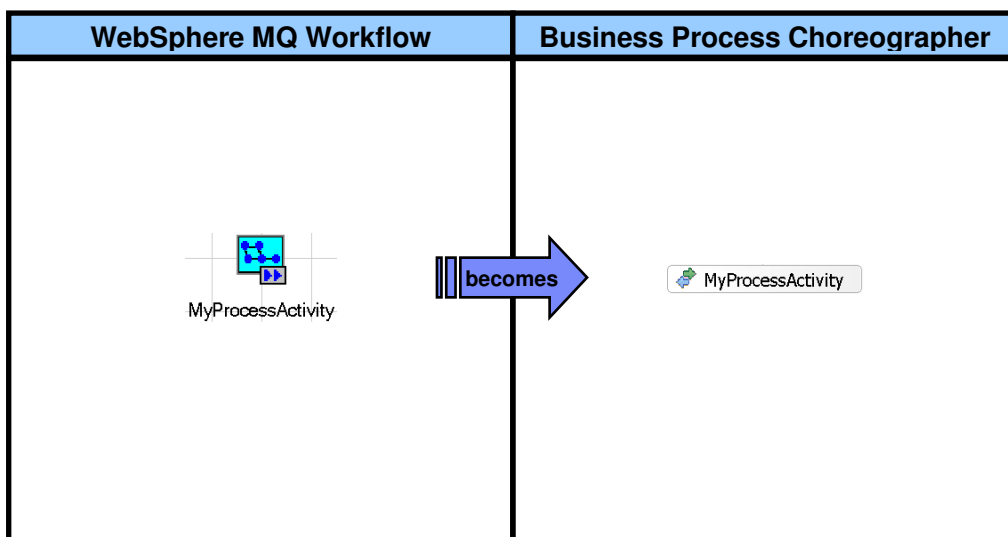 WebSphere MQ Workflow
Business Process Choreographer
becomes
MyProcessActivity
MyProcessActivity